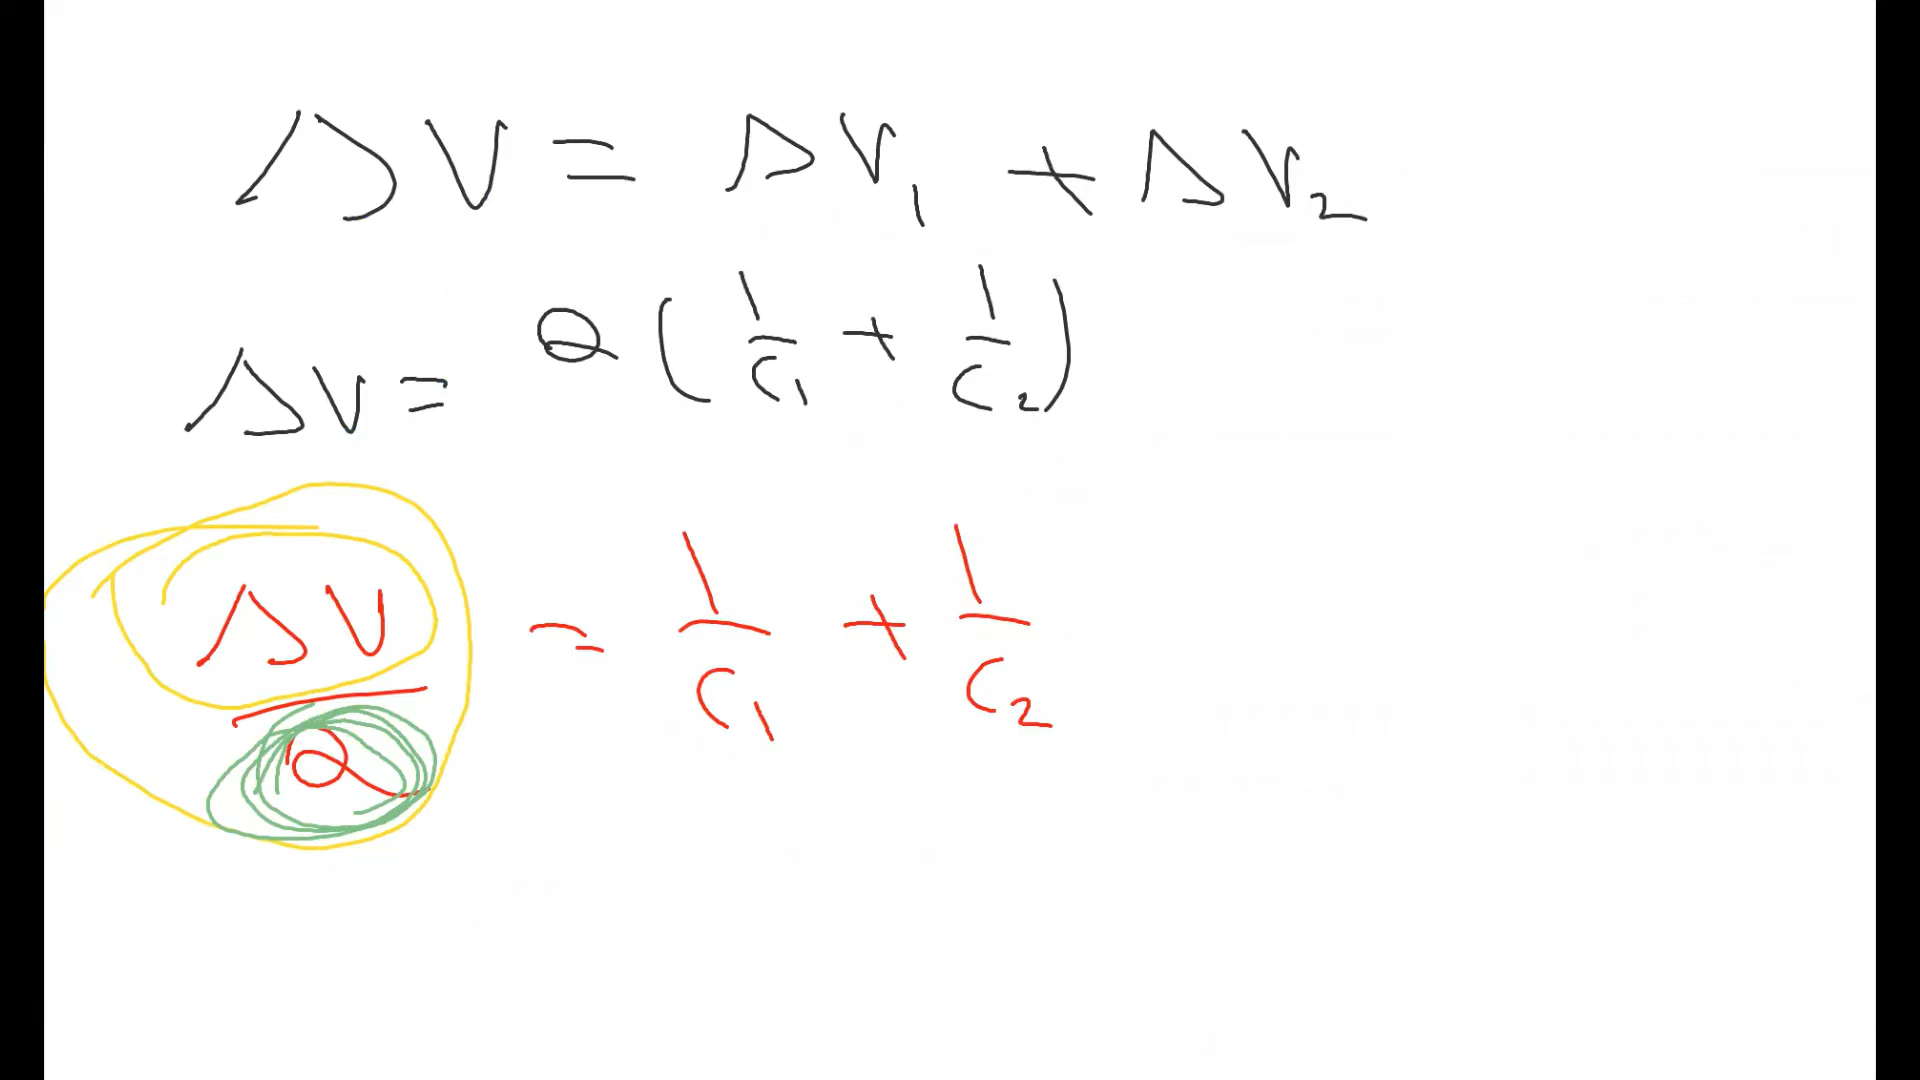 ΔV = ΔV₁ + ΔV₂
ΔV = Q(1/C₁ + 1/C₂)
ΔV/Q = 1/C₁ + 1/C₂